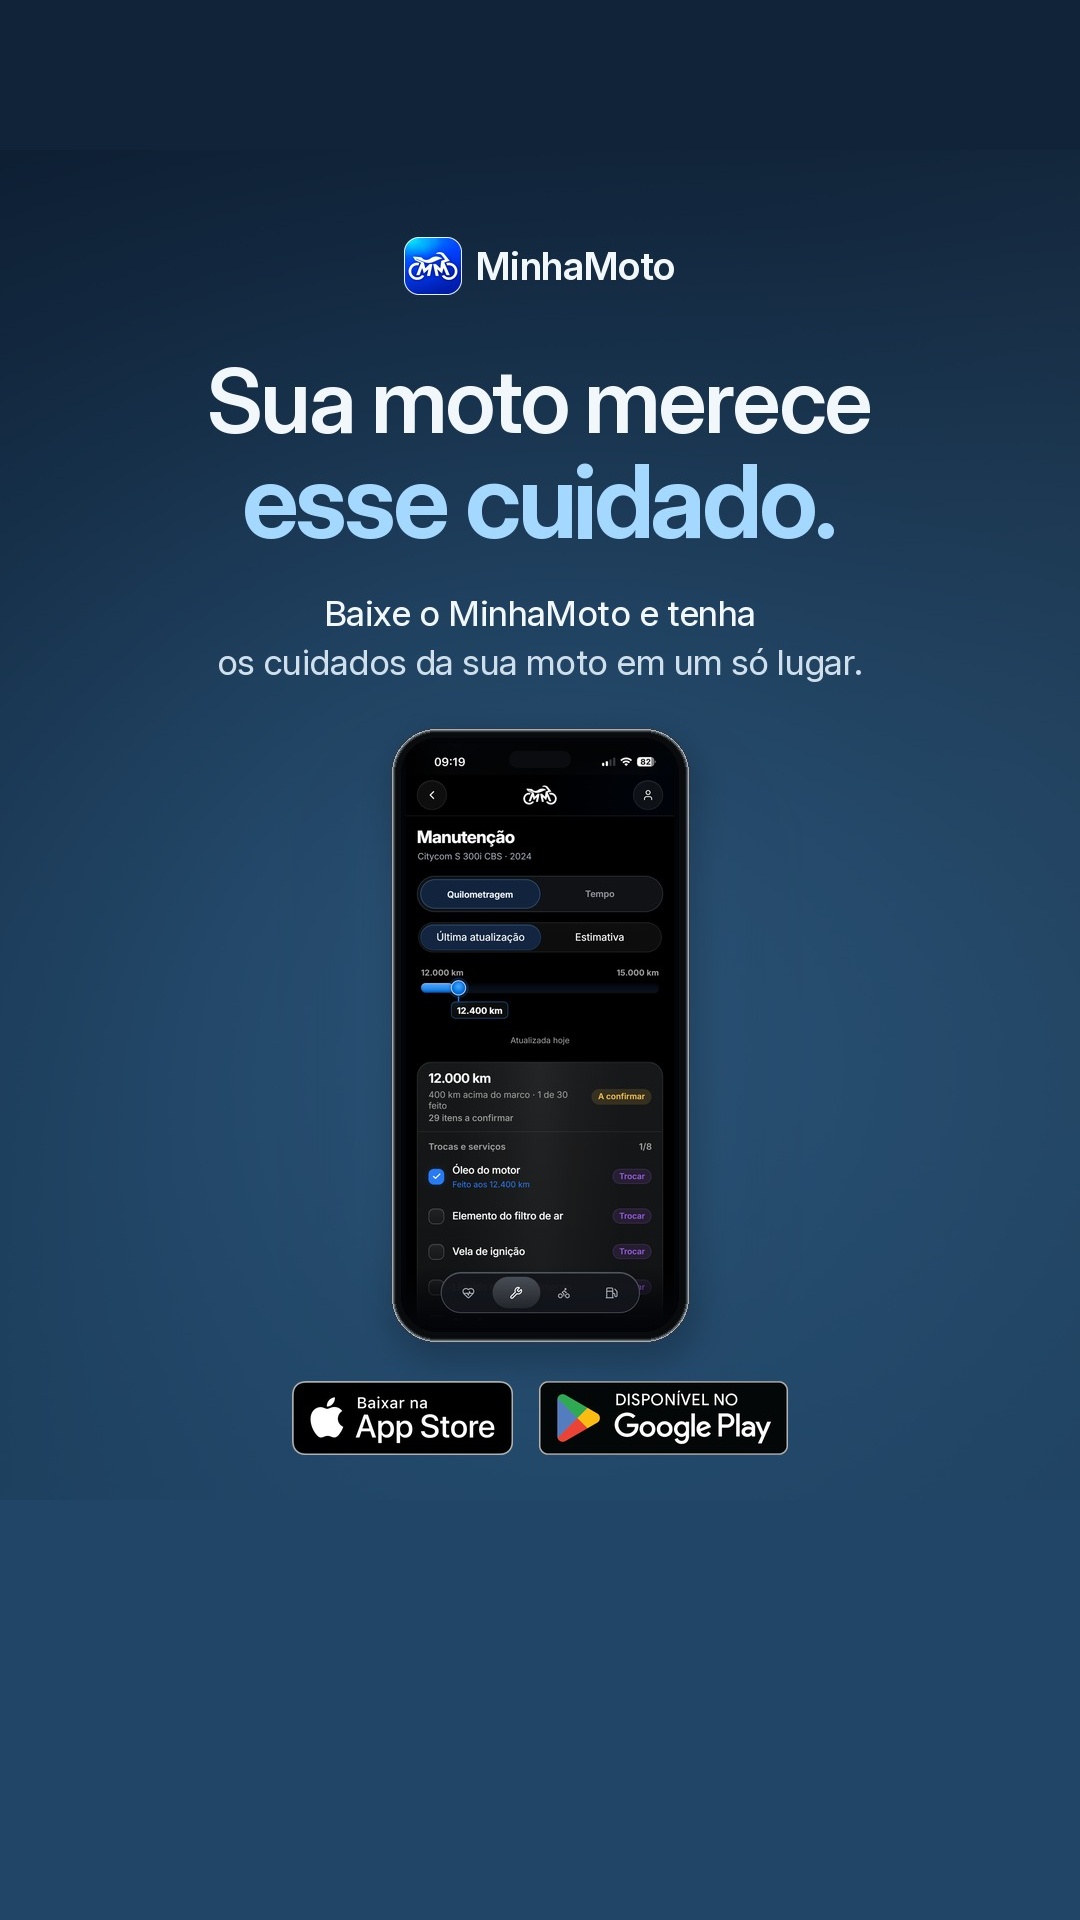 MinhaMoto
Sua moto merece
esse cuidado.
Baixe o MinhaMoto e tenha
os cuidados da sua moto em um só lugar.
09:19
82
Manutenção
Citycom S 300i CBS · 2024
Quilometragem
Tempo
Última atualização
Estimativa
12.000 km
15.000 km
12.400 km
Atualizada hoje
12.000 km
400 km acima do marco · 1 de 30
feito
29 itens a confirmar
A confirmar
Trocas e serviços
1/8
Óleo do motor
Feito aos 12.400 km
Trocar
Elemento do filtro de ar
Trocar
Vela de ignição
Trocar
Baixar na
App Store
DISPONÍVEL NO
Google Play